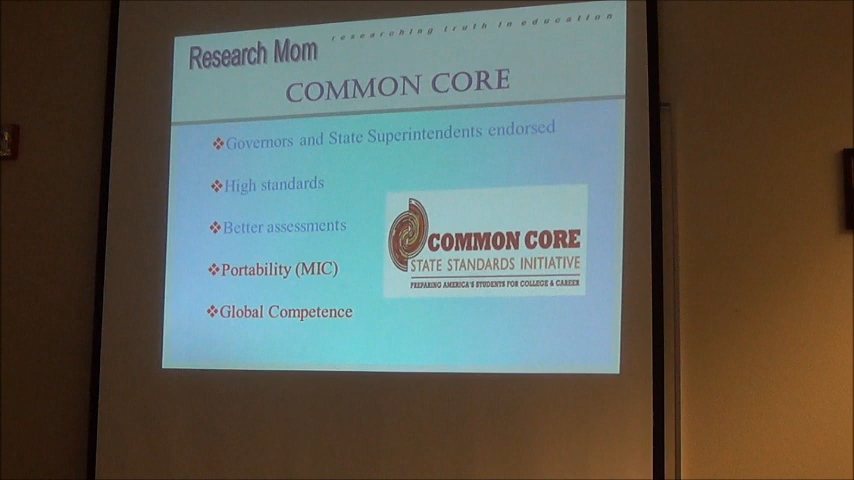 Research Mom
researching truth in education
COMMON CORE
❖Governors and State Superintendents endorsed
❖High standards
❖Better assessments
❖Portability (MIC)
❖Global Competence
COMMON CORE
STATE STANDARDS INITIATIVE
PREPARING AMERICA'S STUDENTS FOR COLLEGE & CAREER